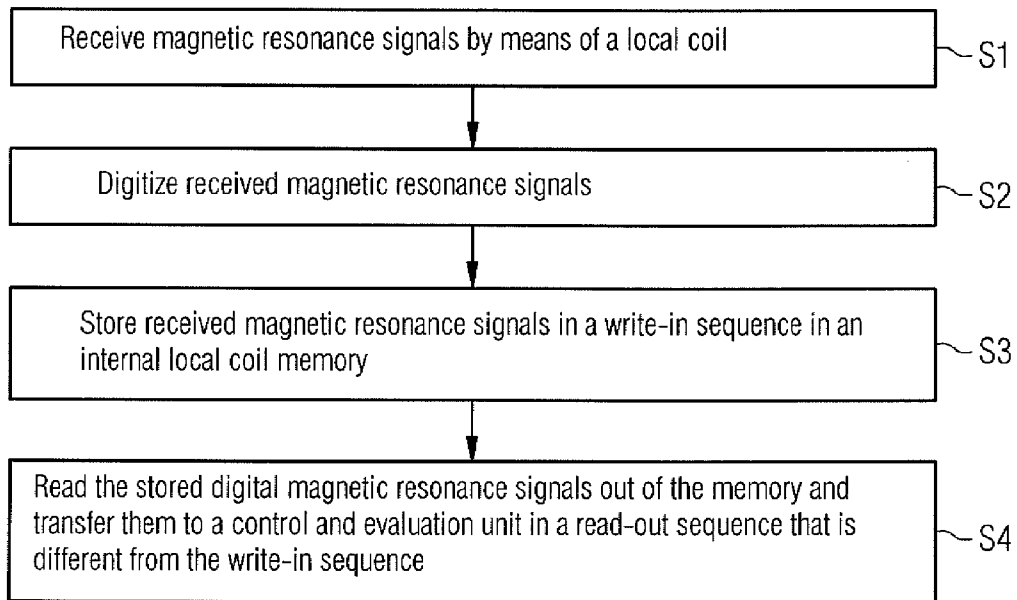 Receive magnetic resonance signals by means of a local coil
S1
Digitize received magnetic resonance signals
S2
Store received magnetic resonance signals in a write-in sequence in an
internal local coil memory
S3
Read the stored digital magnetic resonance signals out of the memory and
transfer them to a control and evaluation unit in a read-out sequence that is
different from the write-in sequence
S4